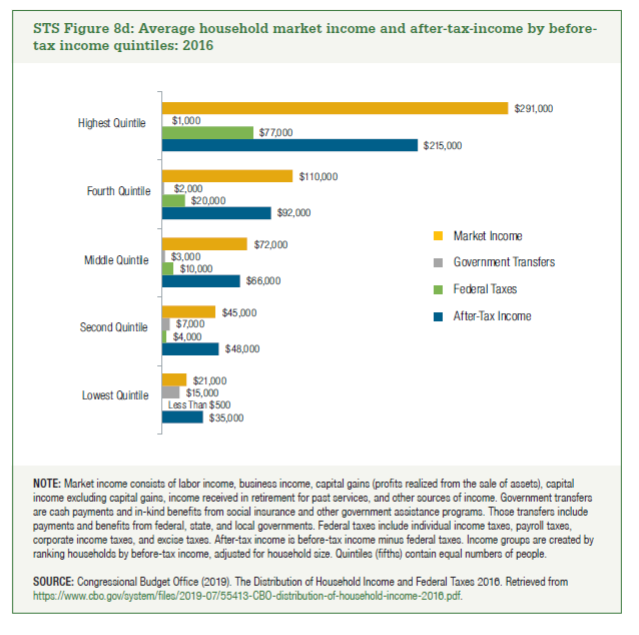 STS Figure 8d: Average household market income and after-tax-income by before-
tax income quintiles: 2016
Highest Quintile
$291,000
$1,000
$77,000
$215,000
Fourth Quintile
$110,000
$2,000
$20,000
$92,000
Middle Quintile
$72,000
$3,000
$10,000
$66,000
Second Quintile
$45,000
$7,000
$4,000
$48,000
Lowest Quintile
$21,000
$15,000
Less Than $500
$35,000
Market Income
Government Transfers
Federal Taxes
After-Tax Income
NOTE: Market income consists of labor income, business income, capital gains (profits realized from the sale of assets), capital
income excluding capital gains, income received in retirement for past services, and other sources of income. Government transfers
are cash payments and in-kind benefits from social insurance and other government assistance programs. Those transfers include
payments and benefits from federal, state, and local governments. Federal taxes include individual income taxes, payroll taxes,
corporate income taxes, and excise taxes. After-tax income is before-tax income minus federal taxes. Income groups are created by
ranking households by before-tax income, adjusted for household size. Quintiles (fifths) contain equal numbers of people.
SOURCE: Congressional Budget Office (2019). The Distribution of Household Income and Federal Taxes 2016. Retrieved from
https://www.cbo.gov/system/files/2019-07/55413-CBO-distribution-of-household-income-2016.pdf.